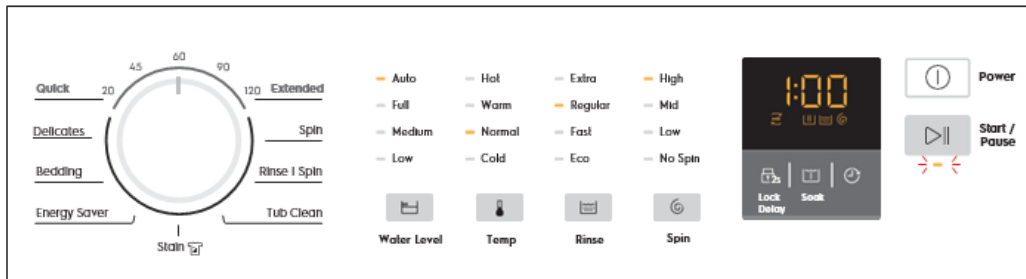 60
45
90
Quick
20
120
Extended
Delicates
Spin
Bedding
Rinse I Spin
Energy Saver
Tub Clean
Stain
Auto
Hot
Extra
High
Full
Warm
Regular
Mid
Medium
Normal
Fast
Low
Low
Cold
Eco
No Spin
Water Level
Temp
Rinse
Spin
1:00
2s
Lock
Delay
Soak
Power
Start /
Pause